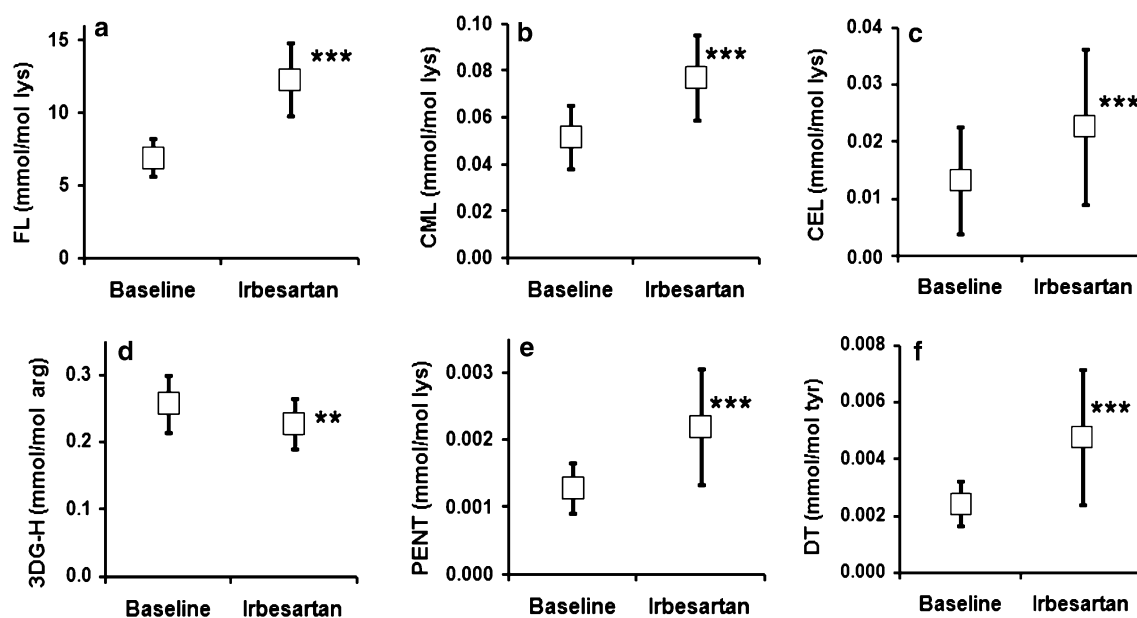 a
FL (mmol/mol lys)
15
10
5
0
***
Baseline Irbesartan
b
CML (mmol/mol lys)
0.10
0.08
0.06
0.04
0.02
0.00
***
Baseline Irbesartan
c
CEL (mmol/mol lys)
0.04
0.03
0.02
0.01
0.00
***
Baseline Irbesartan
d
3DG-H (mmol/mol arg)
0.3
0.2
0.1
0.0
**
Baseline Irbesartan
e
PENT (mmol/mol lys)
0.003
0.002
0.001
0.000
***
Baseline Irbesartan
f
DT (mmol/mol tyr)
0.008
0.006
0.004
0.002
0.000
***
Baseline Irbesartan